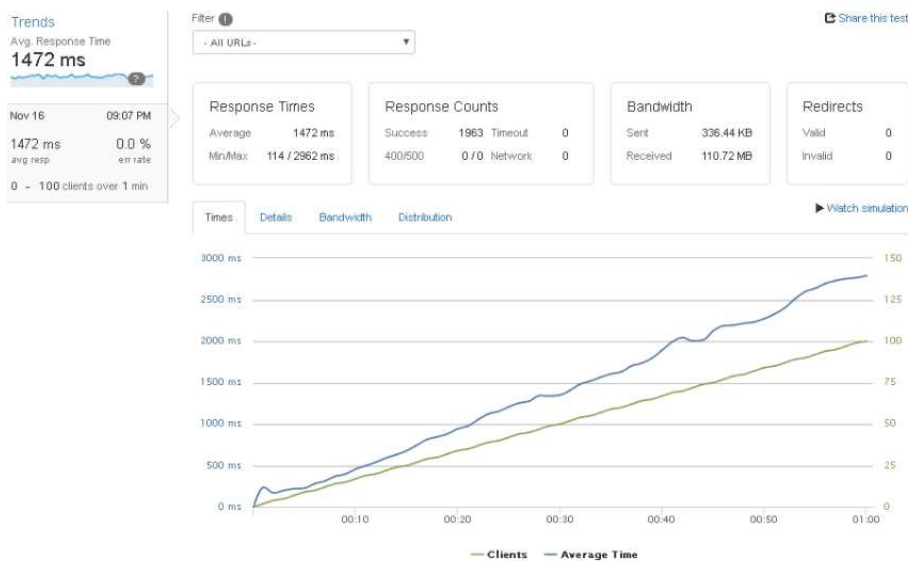 Trends
Avg. Response Time
1472 ms
?
Nov 16 09:07 PM
1472 ms 0.0 %
avg resp err rate
0 - 100 clients over 1 min
Filter !
Share this test
- All URLs -
Response Times
Average 1472 ms
Min/Max 114 / 2962 ms
Response Counts
Success 1963 Timeout 0
400/500 0 / 0 Network 0
Bandwidth
Sent 336.44 KB
Received 110.72 MB
Redirects
Valid 0
Invalid 0
Times Details Bandwidth Distribution
Watch simulation
3000 ms 150
2500 ms 125
2000 ms 100
1500 ms 75
1000 ms 50
500 ms 25
0 ms 0
00:10 00:20 00:30 00:40 00:50 01:00
Clients Average Time